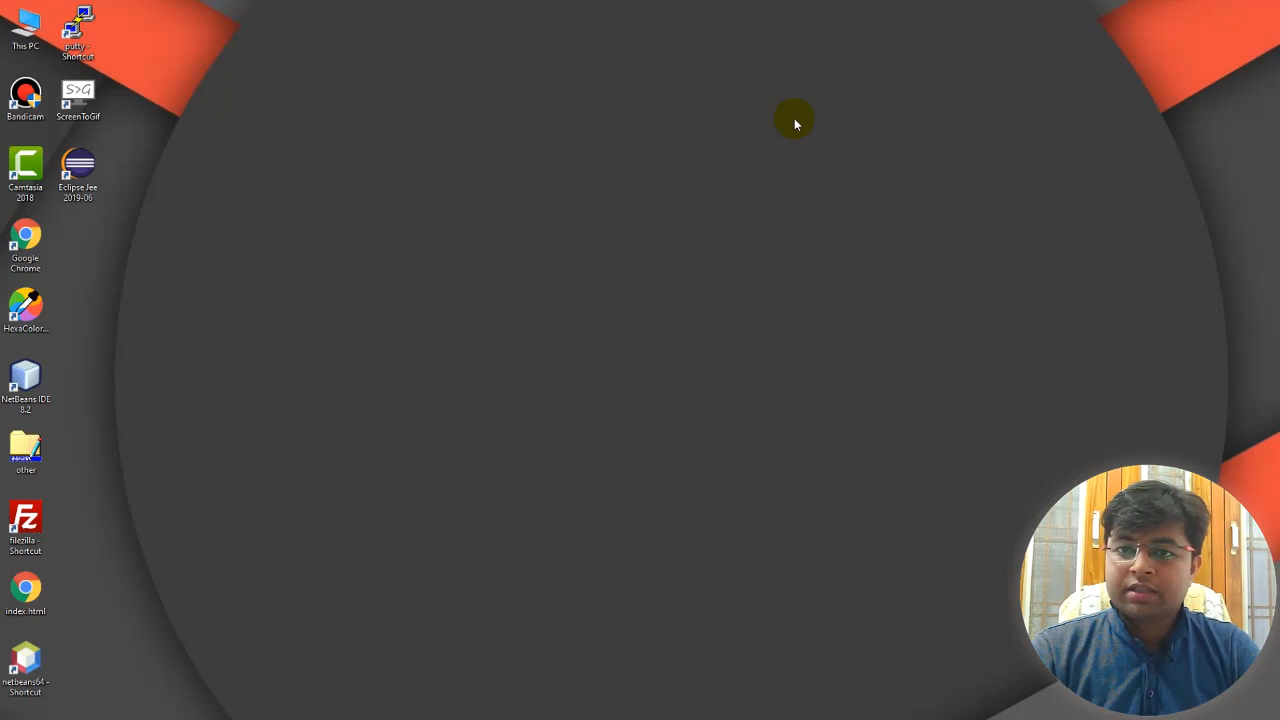 This PC
putty -
Shortcut
Bandicam
S>G
ScreenToGif
Camtasia
2018
Eclipse Jee
2019-06
Google
Chrome
HexaColor...
NetBeans IDE
8.2
other
Fz
filezilla -
Shortcut
index.html
netbeans64 -
Shortcut